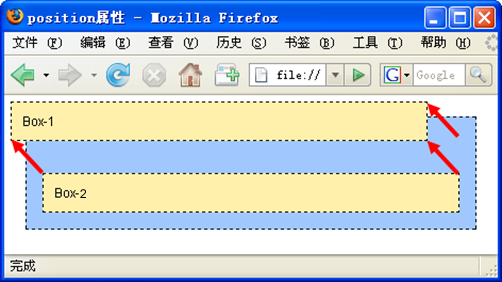 position属性 - Mozilla Firefox
文件 (F) 编辑 (E) 查看 (V) 历史 (S) 书签 (B) 工具 (T) 帮助 (H)
file:// G Google
Box-1
Box-2
完成